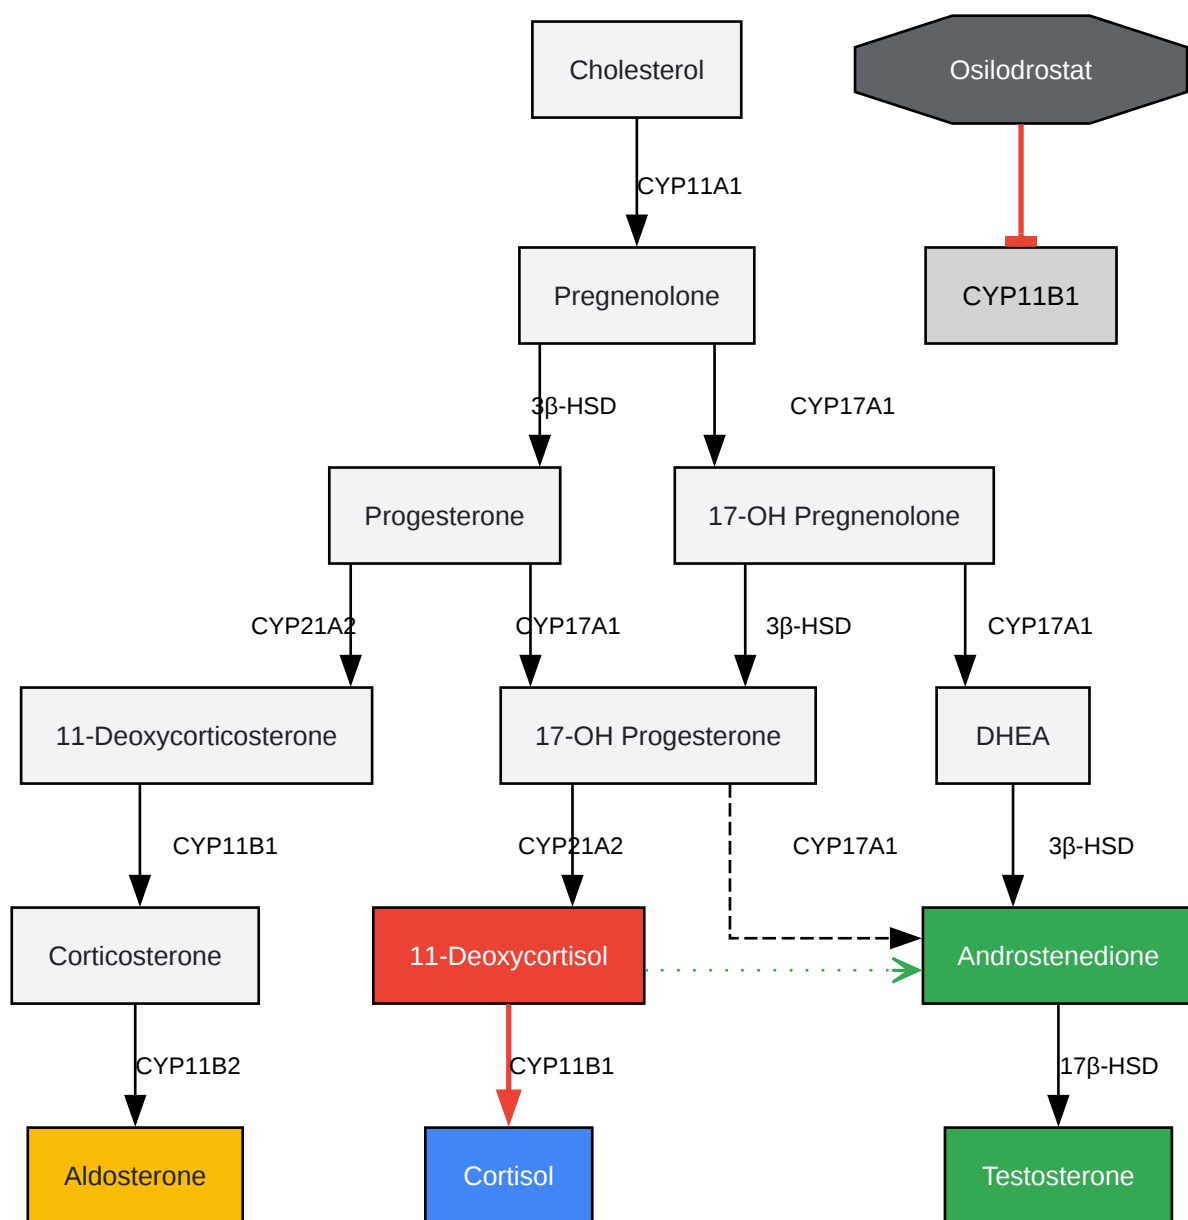 Cholesterol
Osilodrostat
CYP11A1
Pregnenolone
CYP11B1
3β-HSD
CYP17A1
Progesterone
17-OH Pregnenolone
CYP21A2
CYP17A1
3β-HSD
CYP17A1
11-Deoxycorticosterone
17-OH Progesterone
DHEA
CYP11B1
CYP21A2
CYP17A1
3β-HSD
Corticosterone
11-Deoxycortisol
Androstenedione
CYP11B2
CYP11B1
17β-HSD
Aldosterone
Cortisol
Testosterone